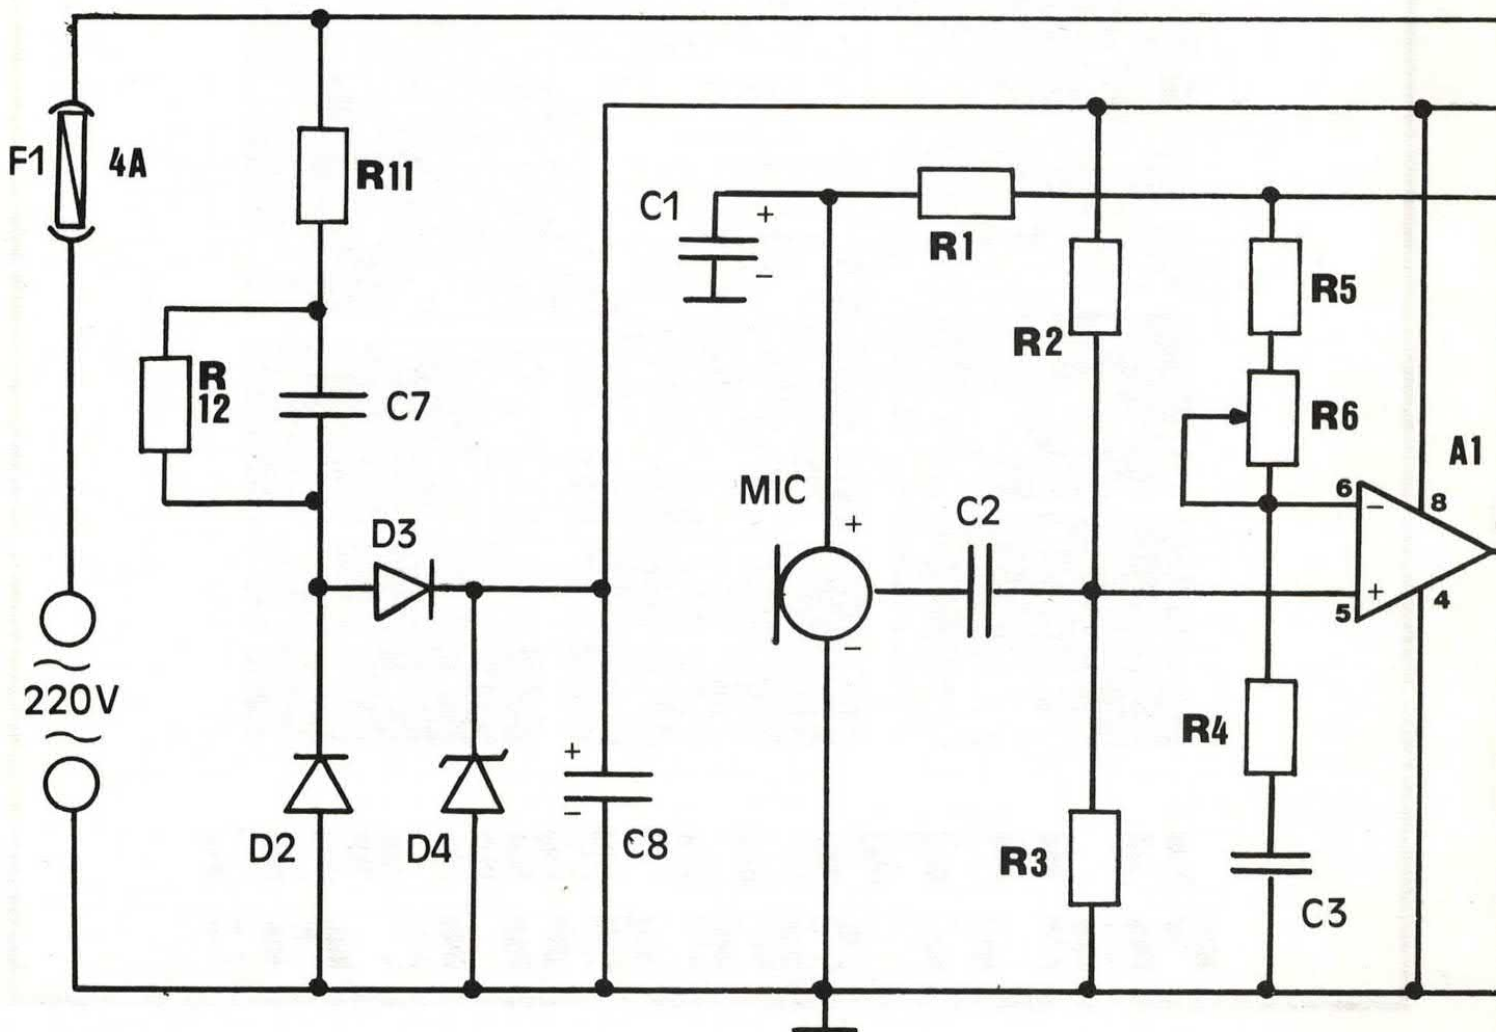 F1
4A
R11
C1
+
−
R1
R2
R5
R
12
C7
R6
A1
MIC
6
−
8
D3
+
C2
+
5
4
−
220V
R4
+
−
D2
D4
C8
R3
C3